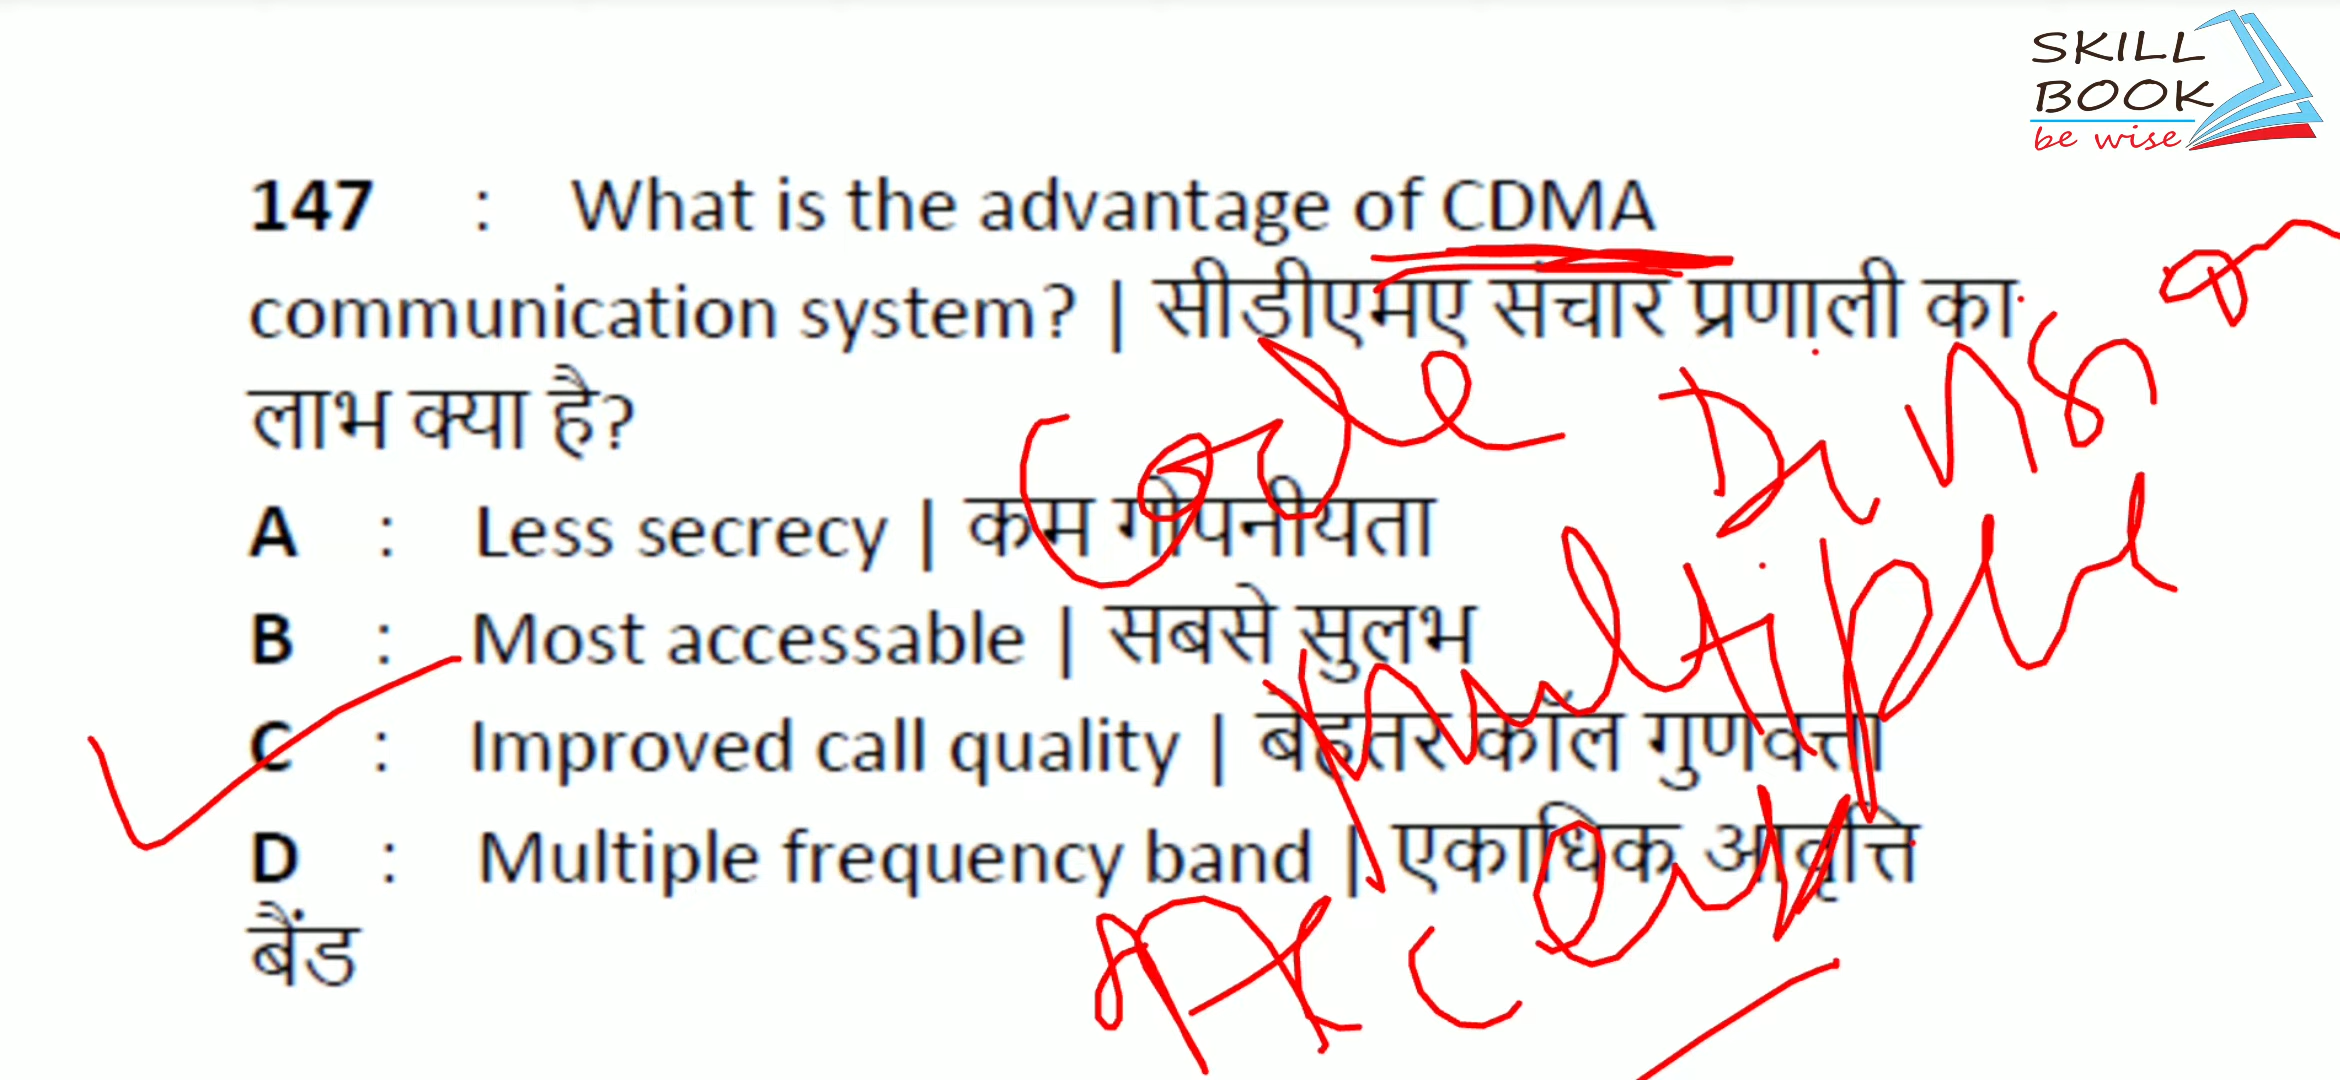 SKILL
BOOK
be wise
147 : What is the advantage of CDMA
communication system? | सीडीएमए संचार प्रणाली का
लाभ क्या है?
Code Division
A : Less secrecy | कम गोपनीयता
B : Most accessable | सबसे सुलभ
Multiple
C : Improved call quality | बेहतर कॉल गुणवत्ता
D : Multiple frequency band | एकाधिक आवृत्ति
बैंड